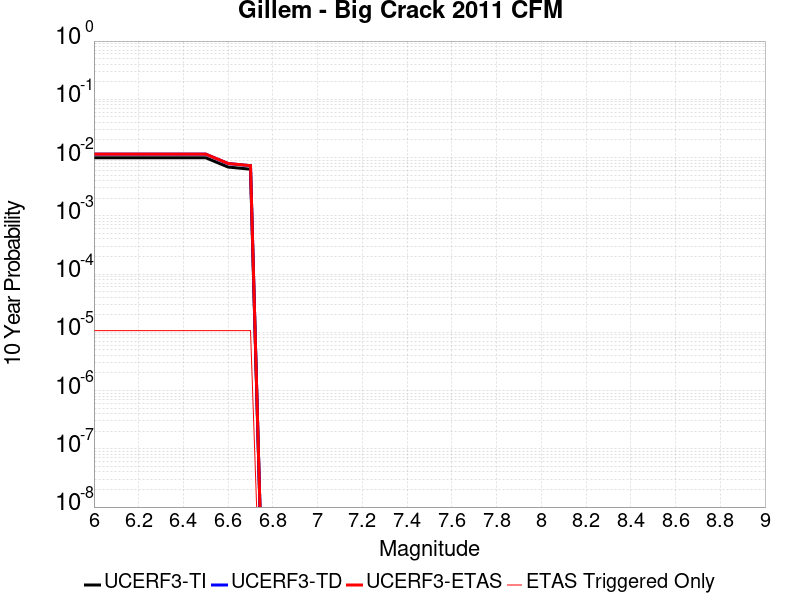 Gillem - Big Crack 2011 CFM
10 Year Probability
10^0
10^-1
10^-2
10^-3
10^-4
10^-5
10^-6
10^-7
10^-8
6 6.2 6.4 6.6 6.8 7 7.2 7.4 7.6 7.8 8 8.2 8.4 8.6 8.8 9
Magnitude
UCERF3-TI UCERF3-TD UCERF3-ETAS ETAS Triggered Only